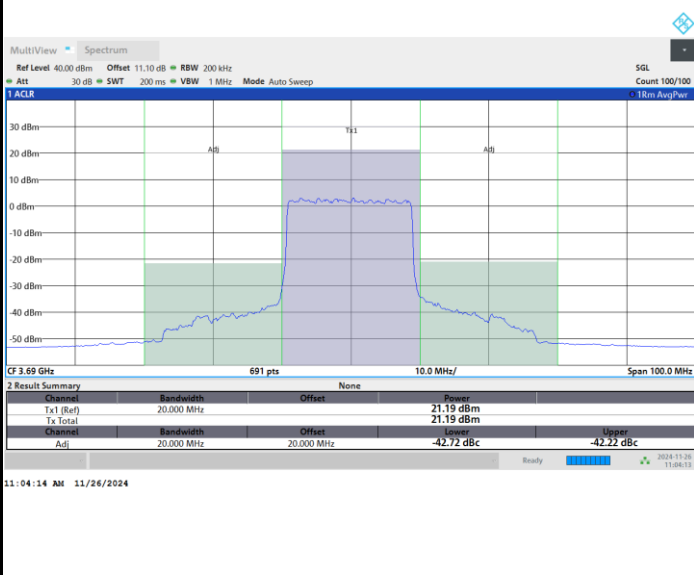 MultiView Spectrum
Ref Level 40.00 dBm Offset 11.10 dB RBW 200 kHz SGL
Att 30 dB SWT 200 ms VBW 1 MHz Mode Auto Sweep Count 100/100
1 ACLR 1Rm AvgPwr
30 dBm
Tx1
20 dBm Adj Adj
10 dBm
0 dBm
-10 dBm
-20 dBm
-30 dBm
-40 dBm
-50 dBm
CF 3.69 GHz 691 pts 10.0 MHz/ Span 100.0 MHz
2 Result Summary None
Channel Bandwidth Offset Power
Tx1 (Ref) 20.000 MHz 21.19 dBm
Tx Total 21.19 dBm
Channel Bandwidth Offset Lower Upper
Adj 20.000 MHz 20.000 MHz -42.72 dBc -42.22 dBc
Ready 2024-11-26
11:04:13
11:04:14 AM 11/26/2024